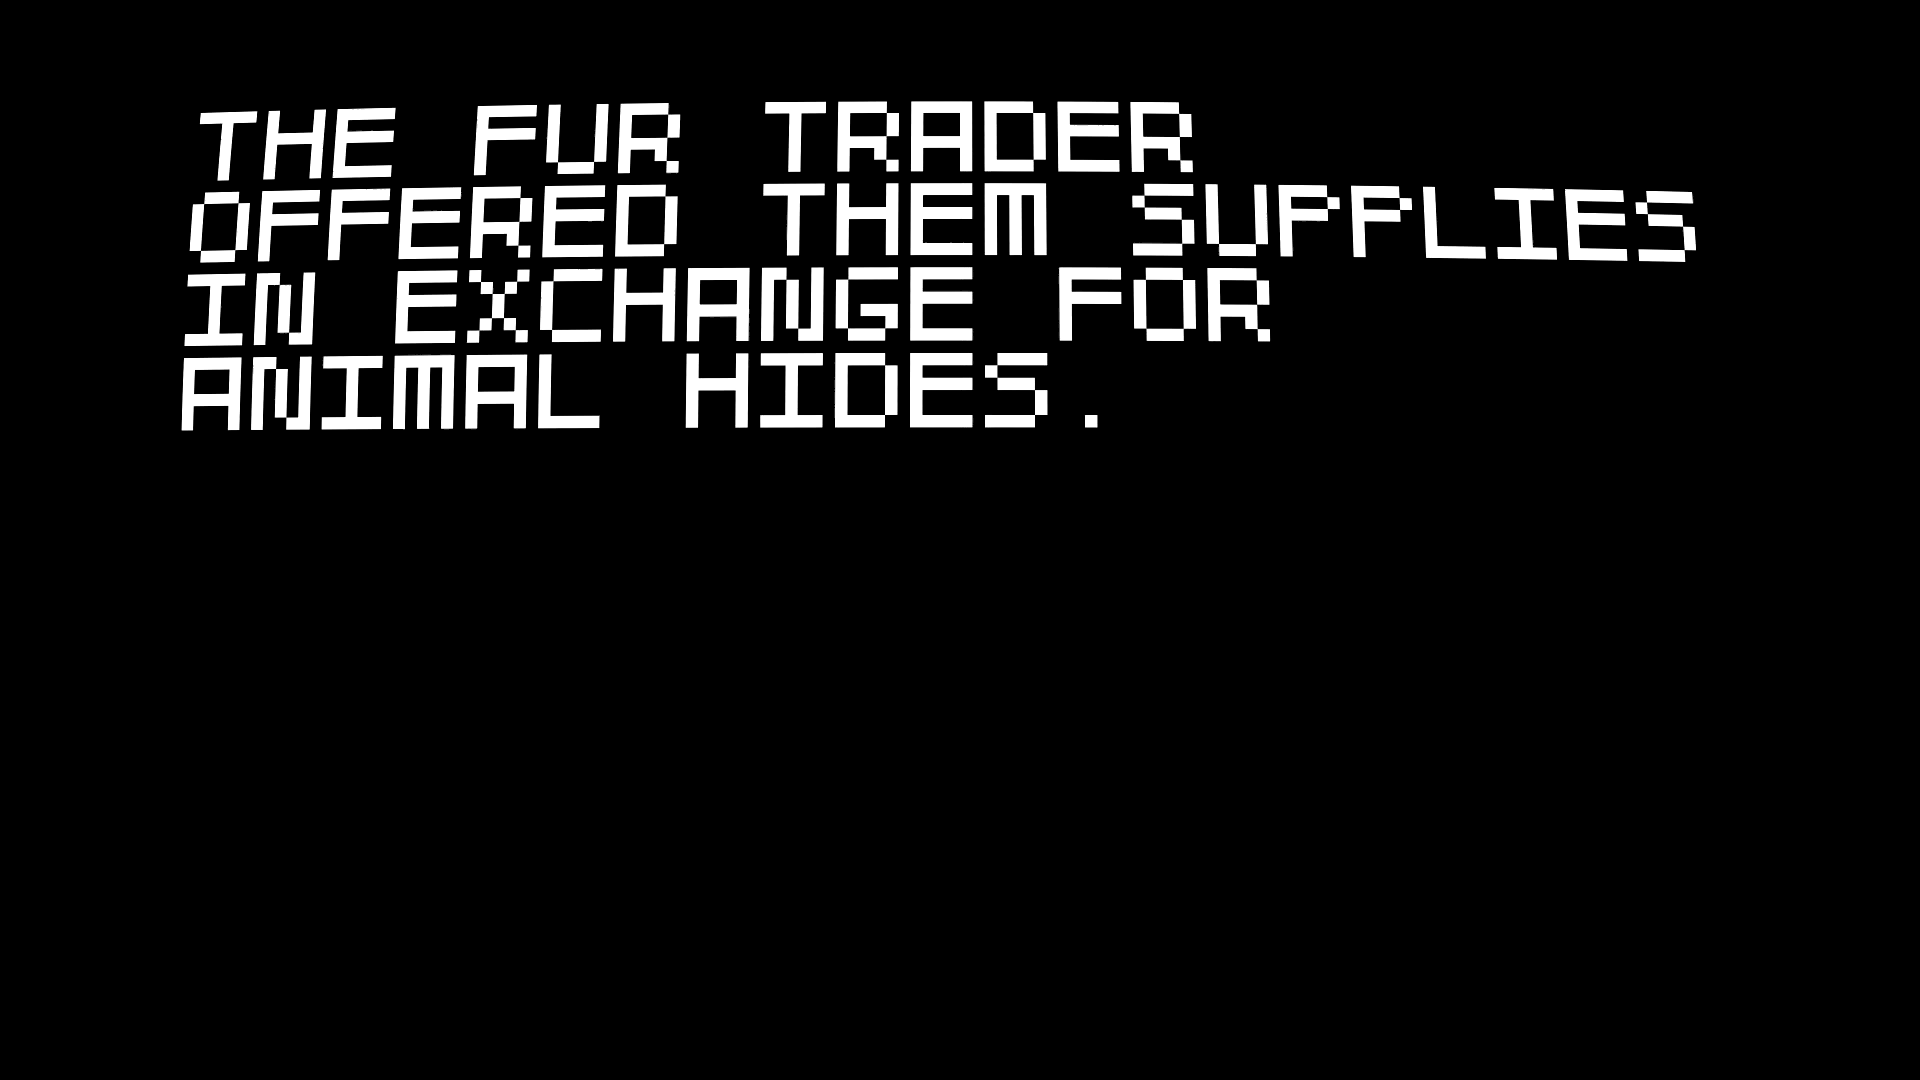 THE FUR TRADER
OFFERED THEM SUPPLIES
IN EXCHANGE FOR
ANIMAL HIDES.